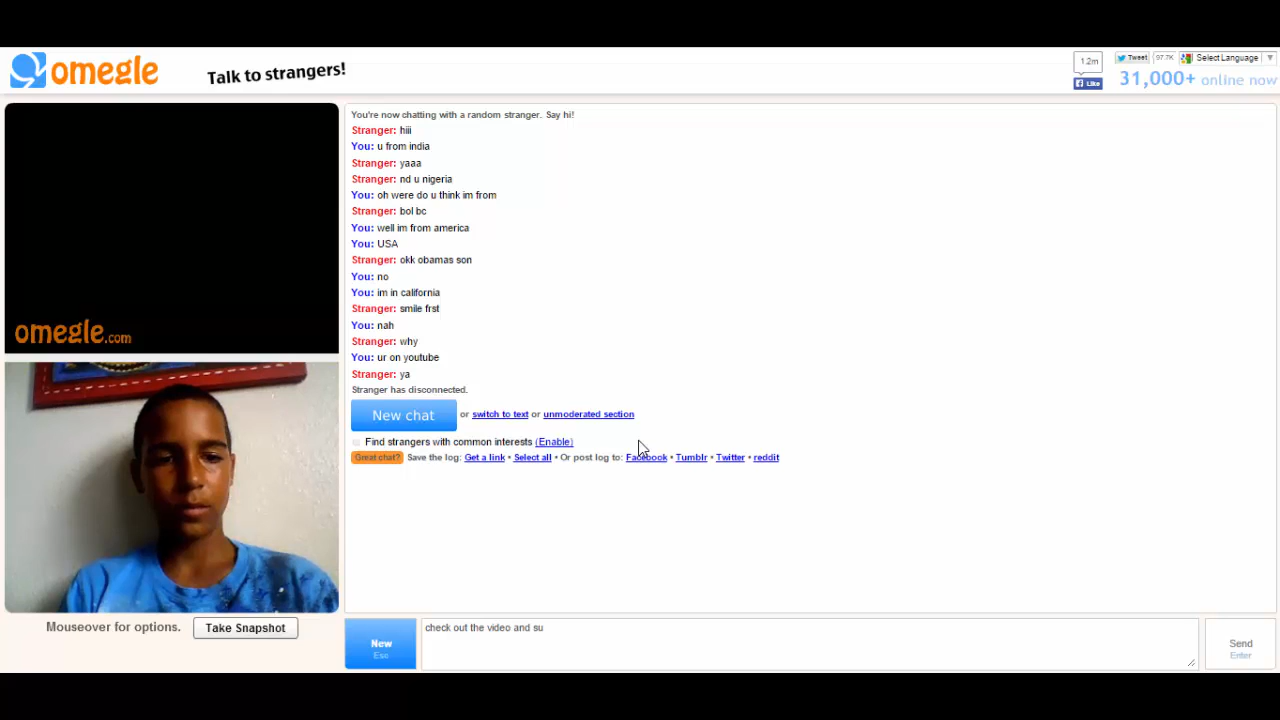 omegle
Talk to strangers!
1.2m
Like
Tweet
97.7K
Select Language
31,000+ online now
omegle.com
You're now chatting with a random stranger. Say hi!
Stranger: hiii
You: u from india
Stranger: yaaa
Stranger: nd u nigeria
You: oh were do u think im from
Stranger: bol bc
You: well im from america
You: USA
Stranger: okk obamas son
You: no
You: im in california
Stranger: smile frst
You: nah
Stranger: why
You: ur on youtube
Stranger: ya
Stranger has disconnected.
New chat or switch to text or unmoderated section
Find strangers with common interests (Enable)
Great chat? Save the log: Get a link • Select all • Or post log to: Facebook • Tumblr • Twitter • reddit
Mouseover for options. Take Snapshot
New
Esc
check out the video and su
Send
Enter